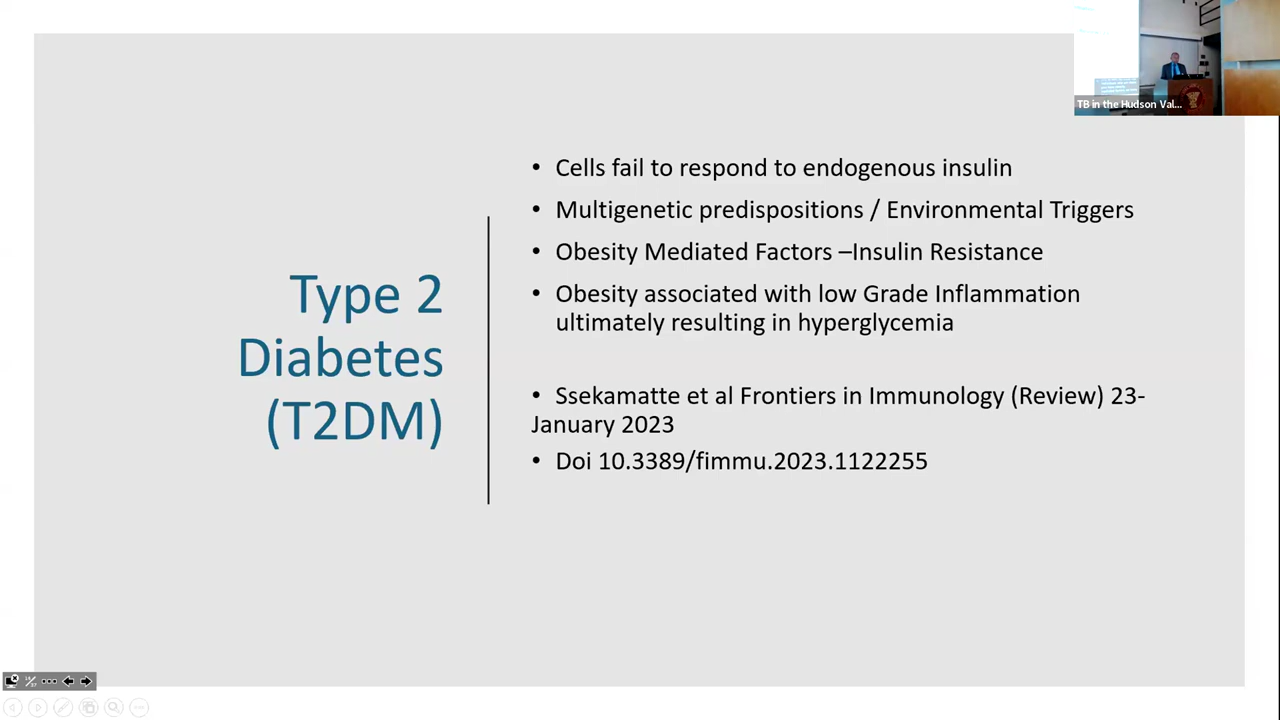 TB in the Hudson Val...
Type 2
Diabetes
(T2DM)
• Cells fail to respond to endogenous insulin
• Multigenetic predispositions / Environmental Triggers
• Obesity Mediated Factors –Insulin Resistance
• Obesity associated with low Grade Inflammation
ultimately resulting in hyperglycemia
• Ssekamatte et al Frontiers in Immunology (Review) 23-
January 2023
• Doi 10.3389/fimmu.2023.1122255